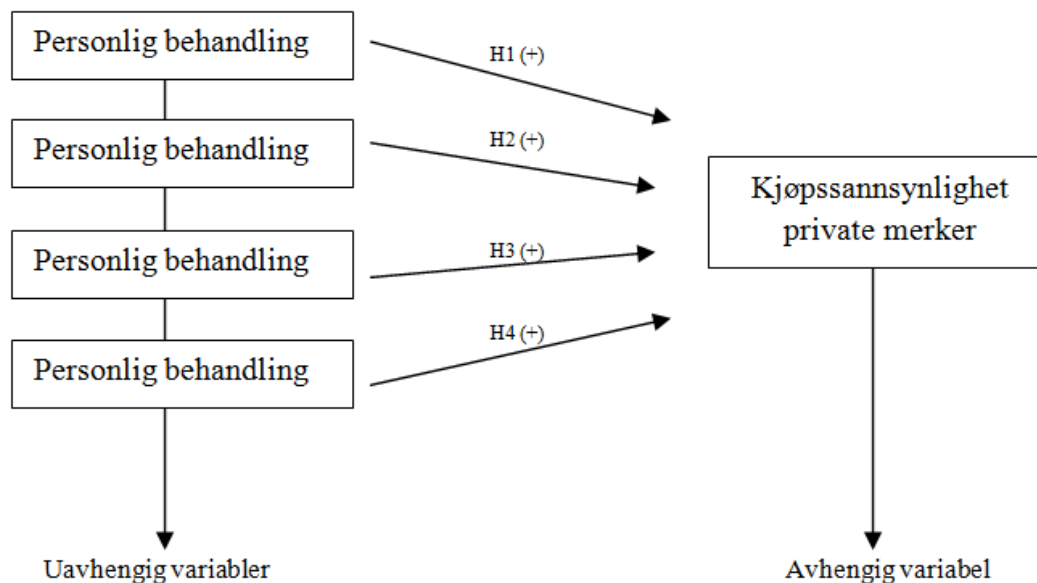 Personlig behandling
H1 (+)
Personlig behandling
H2 (+)
Kjøpssannsynlighet
private merker
Personlig behandling
H3 (+)
Personlig behandling
H4 (+)
Uavhengig variabler
Avhengig variabel